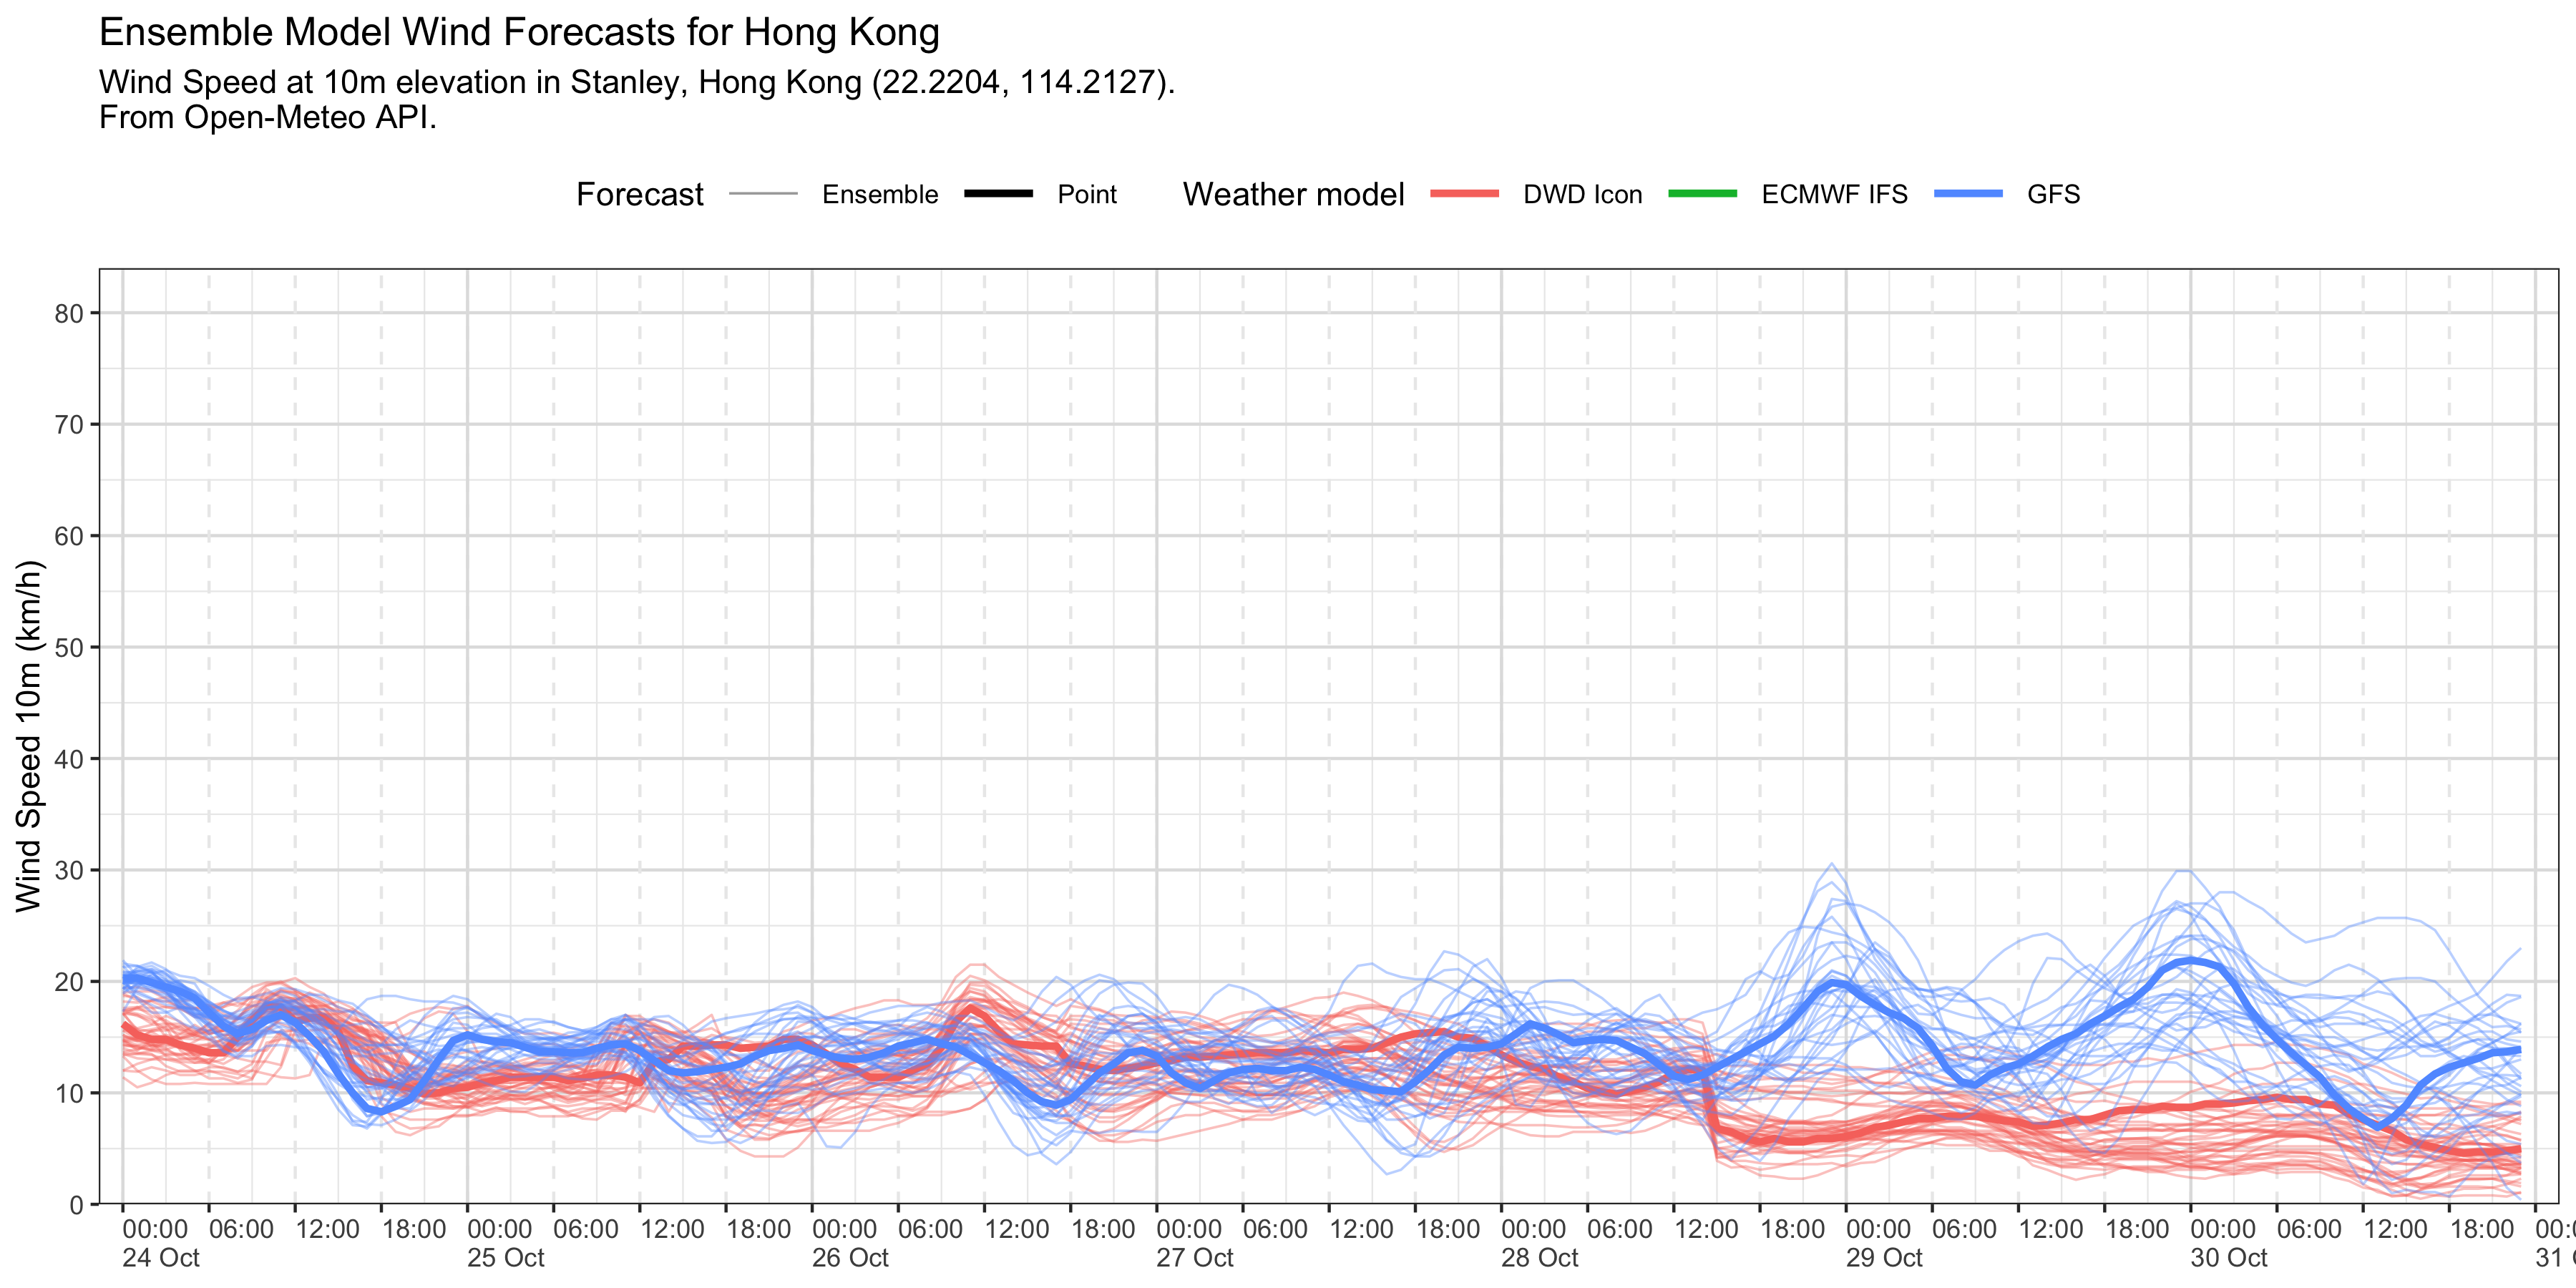 Ensemble Model Wind Forecasts for Hong Kong
Wind Speed at 10m elevation in Stanley, Hong Kong (22.2204, 114.2127).
From Open-Meteo API.
Forecast Ensemble Point Weather model DWD Icon ECMWF IFS GFS
Wind Speed 10m (km/h)
80
70
60
50
40
30
20
10
0
00:00 06:00 12:00 18:00 00:00 06:00 12:00 18:00 00:00 06:00 12:00 18:00 00:00 06:00 12:00 18:00 00:00 06:00 12:00 18:00 00:00 06:00 12:00 18:00 00:00 06:00 12:00 18:00 00:0
24 Oct 25 Oct 26 Oct 27 Oct 28 Oct 29 Oct 30 Oct 31